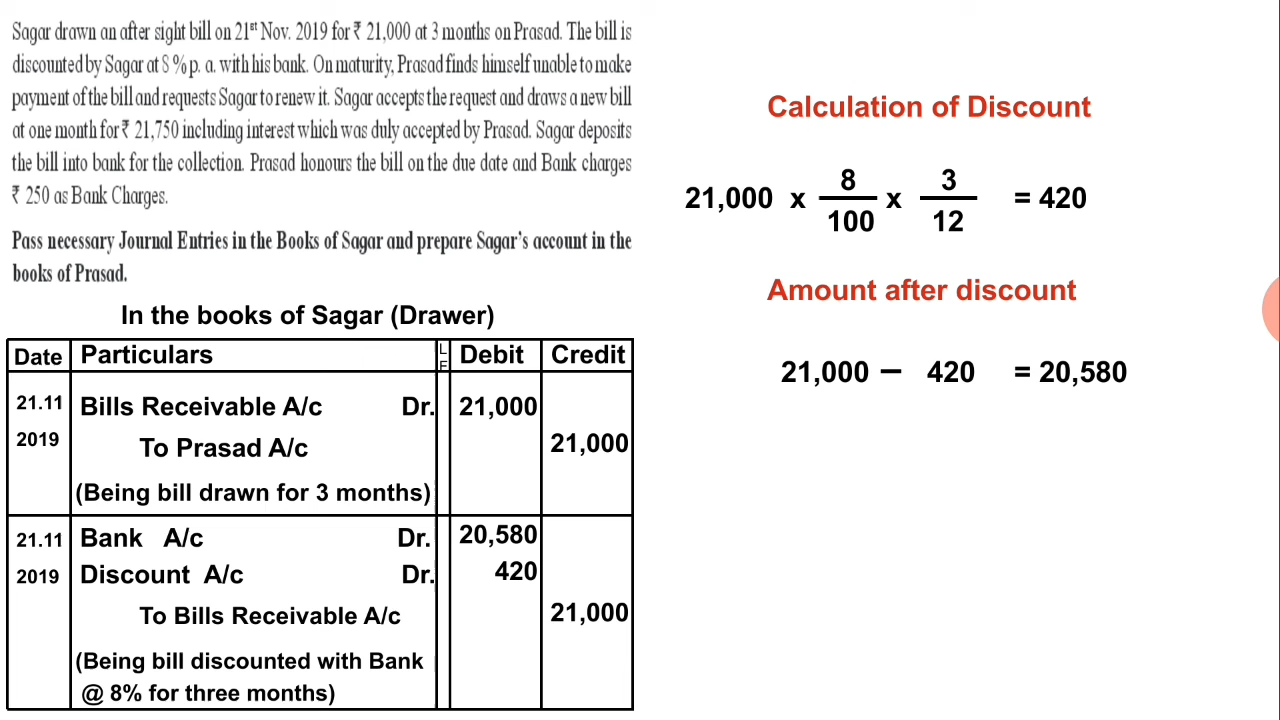 Sagar drawn an after sight bill on 21st Nov. 2019 for ₹ 21,000 at 3 months on Prasad. The bill is
discounted by Sagar at 8 % p. a. with his bank. On maturity, Prasad finds himself unable to make
payment of the bill and requests Sagar to renew it. Sagar accepts the request and draws a new bill
at one month for ₹ 21,750 including interest which was duly accepted by Prasad. Sagar deposits
the bill into bank for the collection. Prasad honours the bill on the due date and Bank charges
₹ 250 as Bank Charges.
Pass necessary Journal Entries in the Books of Sagar and prepare Sagar's account in the
books of Prasad.
In the books of Sagar (Drawer)
Date Particulars LF Debit Credit
21.11 Bills Receivable A/c Dr. 21,000
2019 To Prasad A/c 21,000
(Being bill drawn for 3 months)
21.11 Bank A/c Dr. 20,580
2019 Discount A/c Dr. 420
To Bills Receivable A/c 21,000
(Being bill discounted with Bank
@ 8% for three months)
Calculation of Discount
21,000 x 8/100 x 3/12 = 420
Amount after discount
21,000 – 420 = 20,580